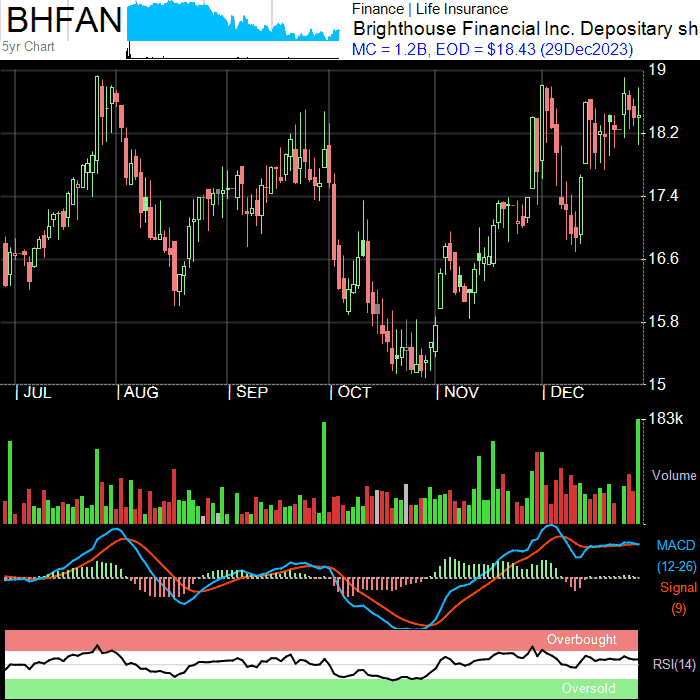 BHFAN
5yr Chart
Finance | Life Insurance
Brighthouse Financial Inc. Depositary sh
MC = 1.2B, EOD = $18.43 (29Dec2023)
19
18.2
17.4
16.6
15.8
15
| JUL | AUG | SEP | OCT | NOV | DEC
183k
Volume
MACD
(12-26)
Signal
(9)
Overbought
RSI(14)
Oversold